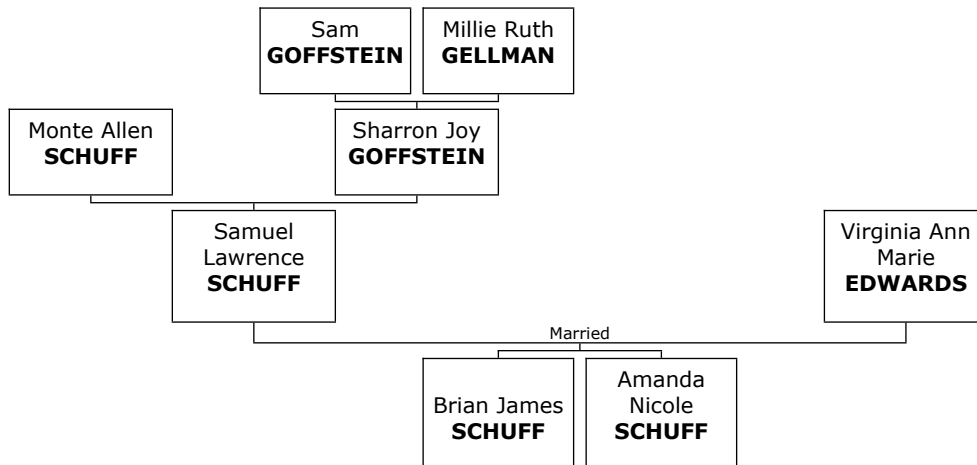 Sam
GOFFSTEIN
Millie Ruth
GELLMAN
Monte Allen
SCHUFF
Sharron Joy
GOFFSTEIN
Samuel
Lawrence
SCHUFF
Virginia Ann
Marie
EDWARDS
Married
Brian James
SCHUFF
Amanda
Nicole
SCHUFF